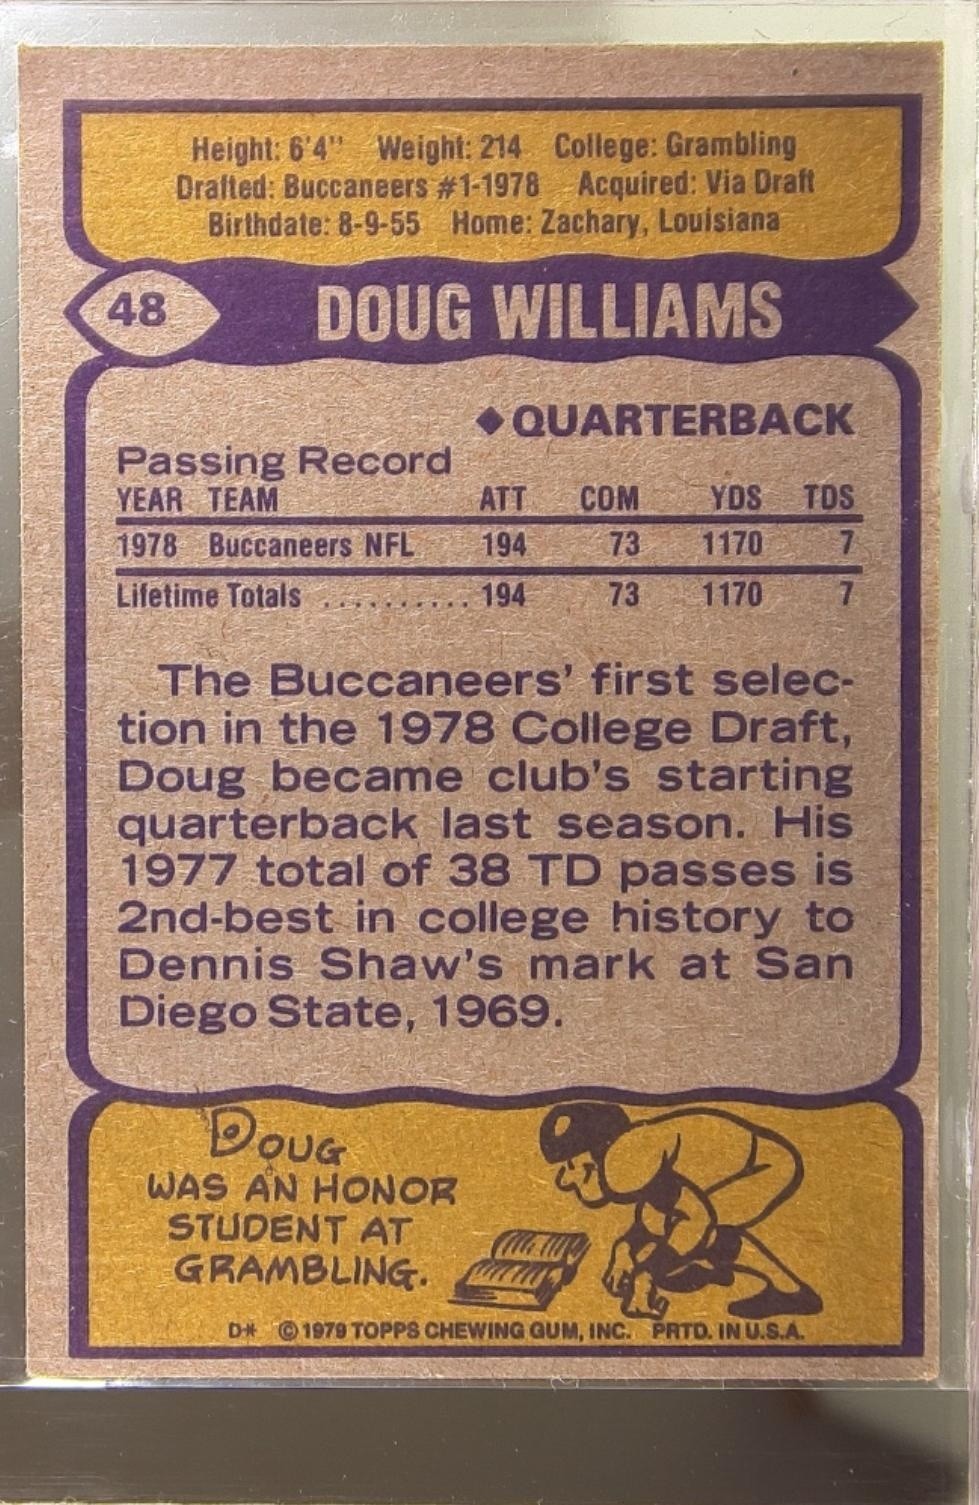 Height: 6'4" Weight: 214 College: Grambling
Drafted: Buccaneers #1-1978 Acquired: Via Draft
Birthdate: 8-9-55 Home: Zachary, Louisiana
48 DOUG WILLIAMS
◆QUARTERBACK
Passing Record
YEAR TEAM ATT COM YDS TDS
1978 Buccaneers NFL 194 73 1170 7
Lifetime Totals .......... 194 73 1170 7
The Buccaneers' first selec-
tion in the 1978 College Draft,
Doug became club's starting
quarterback last season. His
1977 total of 38 TD passes is
2nd-best in college history to
Dennis Shaw's mark at San
Diego State, 1969.
DOUG
WAS AN HONOR
STUDENT AT
GRAMBLING.
D* © 1979 TOPPS CHEWING GUM, INC. PRTD. IN U.S.A.